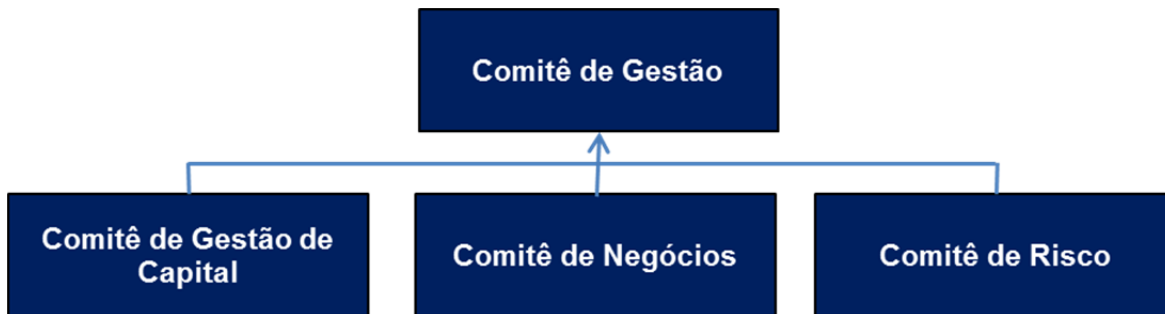 Comitê de Gestão
Comitê de Gestão de
Capital
Comitê de Negócios
Comitê de Risco